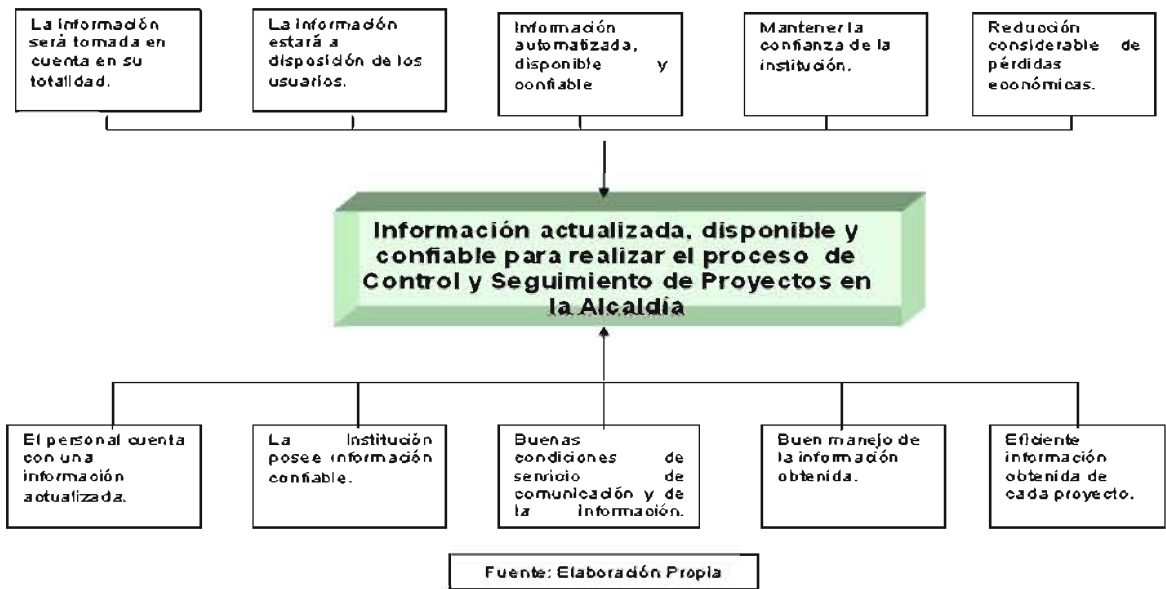 La información
será tomada en
cuenta en su
totalidad.
La información
estará a
disposición de los
usuarios.
Información
automatizada,
disponible y
confiable
Mantener la
confianza de la
institución.
Reducción
considerable de
pérdidas
económicas.
Información actualizada, disponible y
confiable para realizar el proceso de
Control y Seguimiento de Proyectos en
la Alcaldía
El personal cuenta
con una
información
actualizada.
La Institución
posee información
confiable.
Buenas
condiciones de
servicio de
comunicación y de
la información.
Buen manejo de
la información
obtenida.
Eficiente
información
obtenida de
cada proyecto.
Fuente: Elaboración Propia